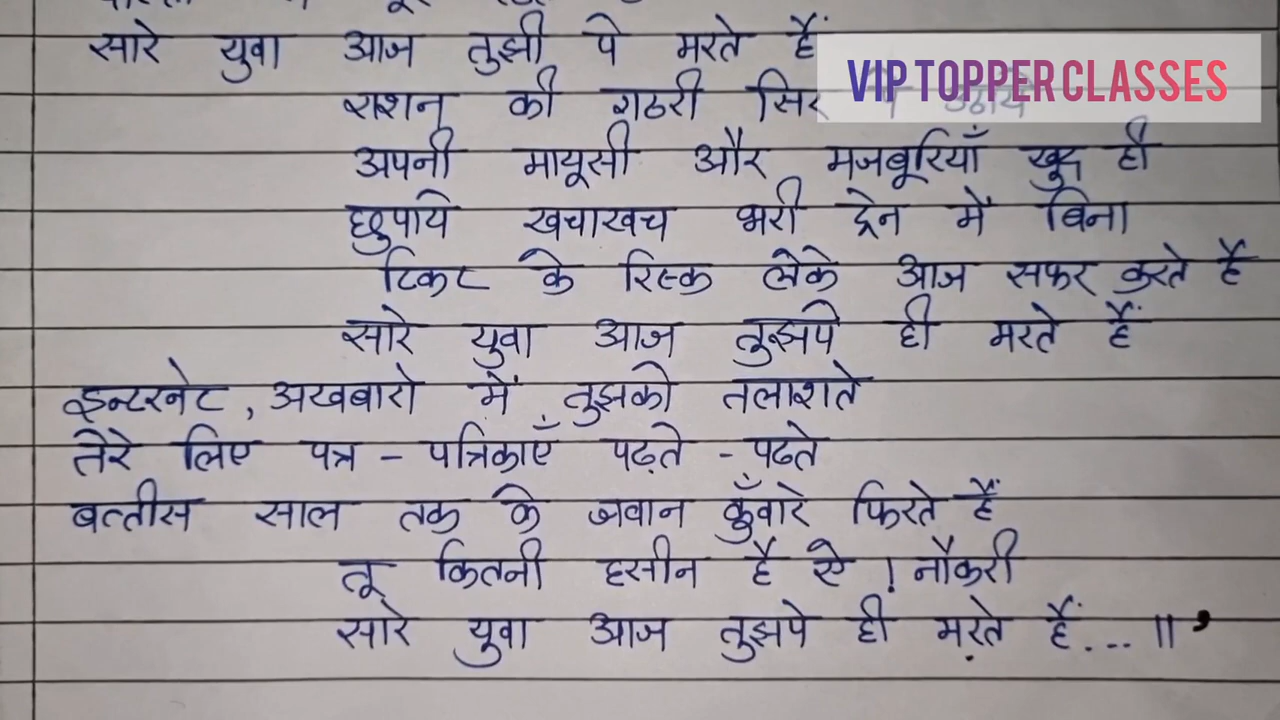 सारे युवा आज तुझी पे मरते हैं
VIP TOPPER CLASSES
राशन की गठरी सिर पे उठाये
अपनी मायूसी और मजबूरियाँ खुद ही
छुपाये खचाखच भरी ट्रेन में बिना
टिकट के रिस्क लेके आज सफर करते है
सारे युवा आज तुझपे ही मरते हैं
इन्टरनेट, अखबारो में तुझको तलाशते
तेरे लिए पत्र - पत्रिकाएँ पढ़ते - पढते
बत्तीस साल तक के जवान कुँवारे फिरते हैं
तू कितनी हसीन है ऐ ! नौकरी
सारे युवा आज तुझपे ही मरते हैं.... ॥ ’